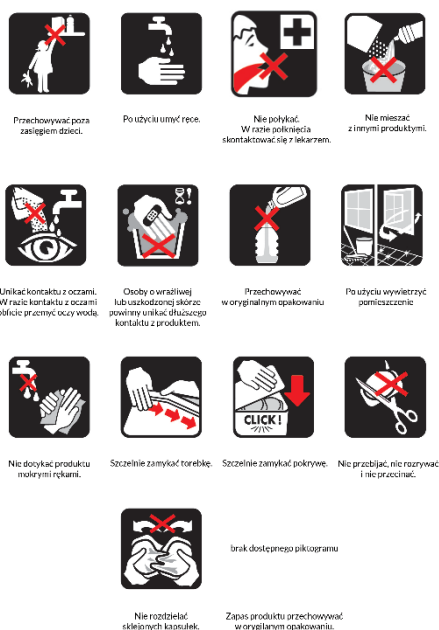 Przechowywać poza
zasięgiem dzieci.
Po użyciu umyć ręce.
Nie połykać.
W razie połknięcia
skontaktować się z lekarzem.
Nie mieszać
z innymi produktymi.
Unikać kontaktu z oczami.
W razie kontaktu z oczami
obficie przemyć oczy wodą.
Osoby o wrażliwej
lub uszkodzonej skórze
powinny unikać dłuższego
kontaktu z produktem.
Przechowywać
w oryginalnym opakowaniu
Po użyciu wywietrzyć
pomieszczenie
CLICK!
Nie dotykać produktu
mokrymi rękami.
Szczelnie zamykać torebkę.
Szczelnie zamykać pokrywę.
Nie przebijać, nie rozrywać
i nie przecinać.
brak dostępnego piktogramu
Nie rozdzielać
sklejonych kapsułek.
Zapas produktu przechowywać
w orygilanym opakowaniu.